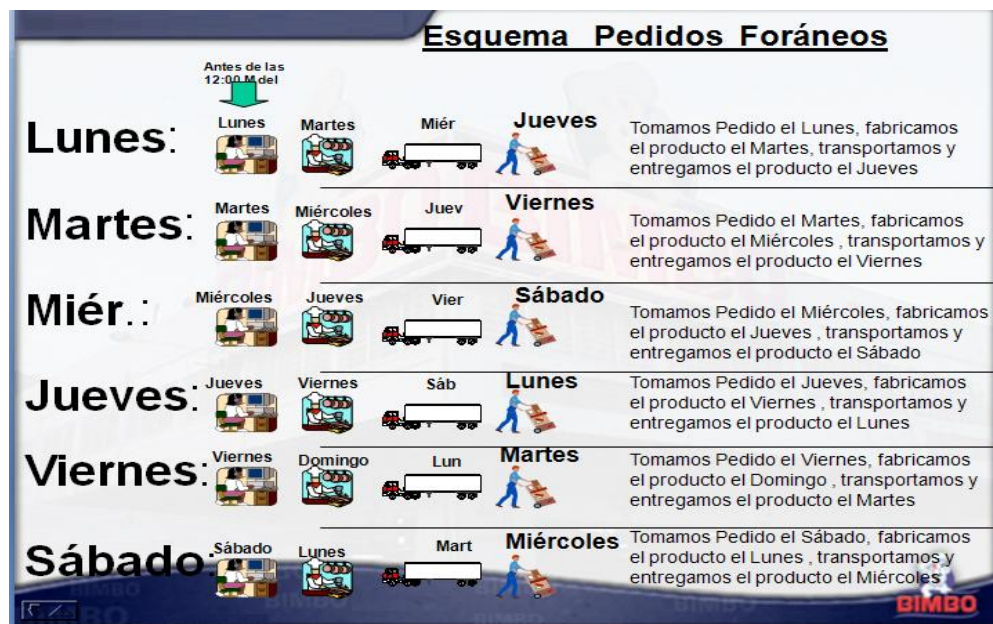 Esquema Pedidos Foráneos
Antes de las
12:00 M del
Lunes:
Lunes
Martes
Miér
Jueves
Tomamos Pedido el Lunes, fabricamos
el producto el Martes, transportamos y
entregamos el producto el Jueves
Martes:
Martes
Miércoles
Juev
Viernes
Tomamos Pedido el Martes, fabricamos
el producto el Miércoles , transportamos y
entregamos el producto el Viernes
Miér.:
Miércoles
Jueves
Vier
Sábado
Tomamos Pedido el Miércoles, fabricamos
el producto el Jueves , transportamos y
entregamos el producto el Sábado
Jueves:
Jueves
Viernes
Sáb
Lunes
Tomamos Pedido el Jueves, fabricamos
el producto el Viernes , transportamos y
entregamos el producto el Lunes
Viernes:
Viernes
Domingo
Lun
Martes
Tomamos Pedido el Viernes, fabricamos
el producto el Domingo , transportamos y
entregamos el producto el Martes
Sábado:
Sábado
Lunes
Mart
Miércoles
Tomamos Pedido el Sábado, fabricamos
el producto el Lunes , transportamos y
entregamos el producto el Miércoles
BIMBO
BIMBO
BIMBO
BIMBO